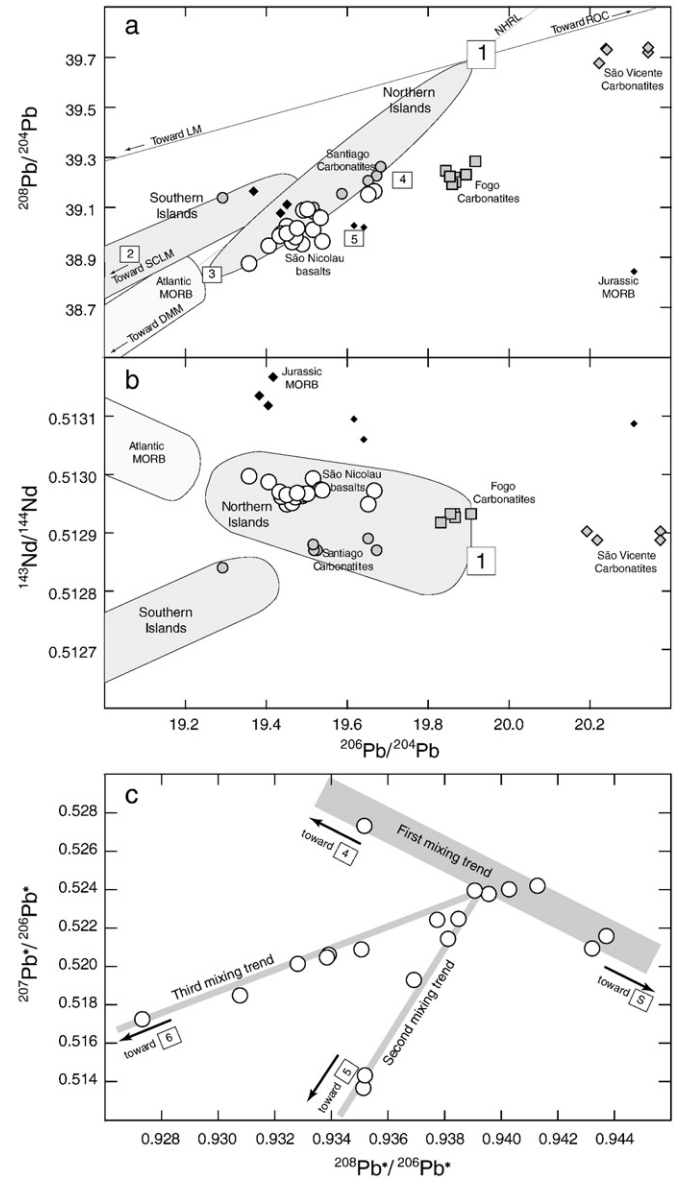 a
39.7
39.5
39.3
39.1
38.9
38.7
208Pb/204Pb
NHRL
Toward ROC
1
Toward LM
Northern
Islands
São Vicente
Carbonatites
Santiago
Carbonatites
4
Fogo
Carbonatites
Southern
Islands
5
2
Toward SCLM
São Nicolau
basalts
3
Atlantic
MORB
Jurassic
MORB
Toward DMM
b
0.5131
0.5130
0.5129
0.5128
0.5127
143Nd/144Nd
Jurassic
MORB
Atlantic
MORB
São Nicolau
basalts
Northern
Islands
Fogo
Carbonatites
Santiago
Carbonatites
1
São Vicente
Carbonatites
Southern
Islands
19.2 19.4 19.6 19.8 20.0 20.2
206Pb/204Pb
c
0.528
0.526
0.524
0.522
0.520
0.518
0.516
0.514
207Pb*/206Pb*
First mixing trend
toward 4
toward S
Third mixing trend
toward 6
Second mixing trend
toward 5
0.928 0.930 0.932 0.934 0.936 0.938 0.940 0.942 0.944
208Pb*/206Pb*